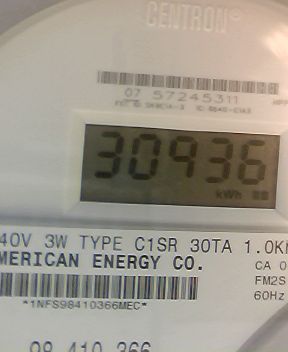 CENTRON®
07 57245311
30936
kWh
40V 3W TYPE C1SR 30TA 1.0K
MERICAN ENERGY CO.
CA 0
FM2S
60Hz
*1NFS98410366MEC*
98 410 366